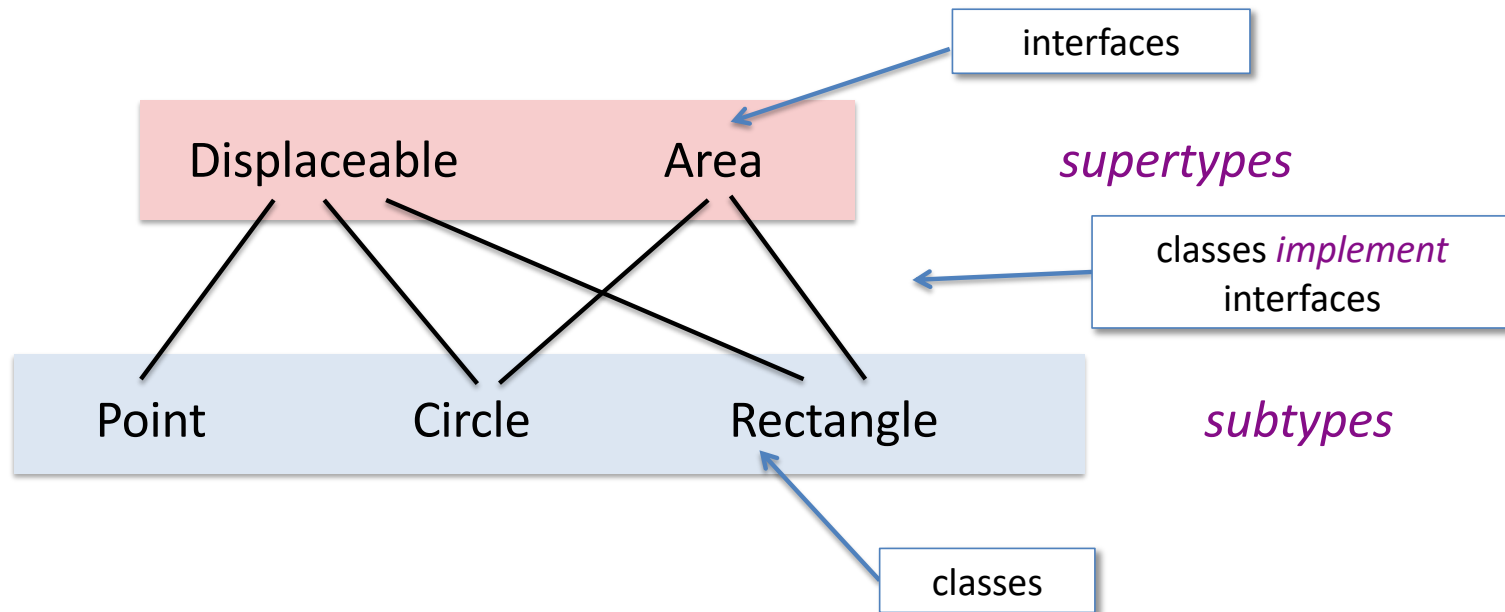 interfaces
Displaceable Area supertypes
classes implement
interfaces
Point Circle Rectangle subtypes
classes